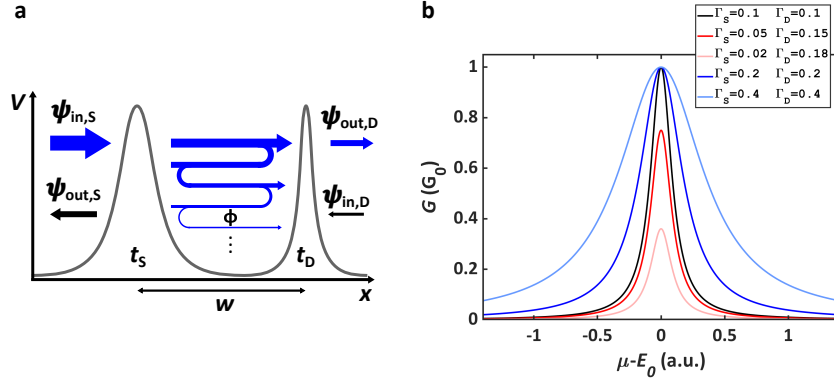 a
V
ψin,S
ψout,D
ψout,S
ψin,D
Φ
⋮
tS
tD
w
x
b
ΓS=0.1 ΓD=0.1
ΓS=0.05 ΓD=0.15
ΓS=0.02 ΓD=0.18
ΓS=0.2 ΓD=0.2
ΓS=0.4 ΓD=0.4
G (G0)
1
0.8
0.6
0.4
0.2
0
-1 -0.5 0 0.5 1
μ-E0 (a.u.)